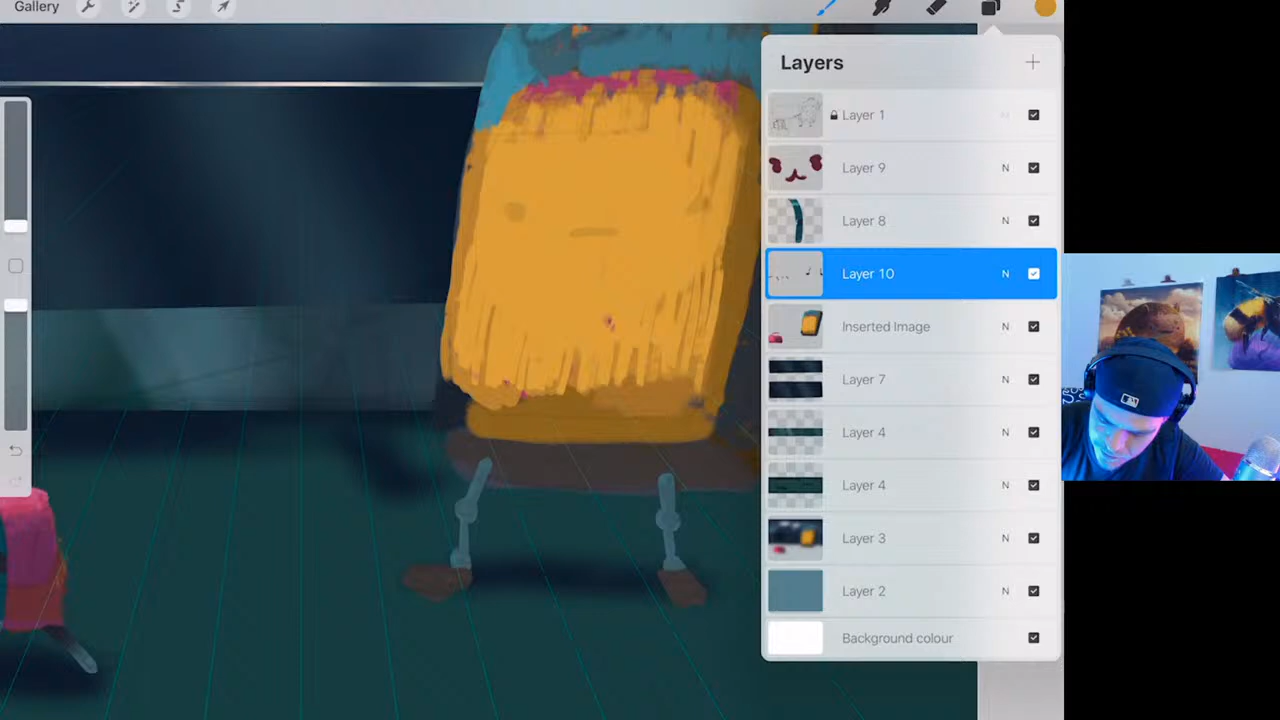 Gallery
Layers
Layer 1
Layer 9
N
Layer 8
N
Layer 10
N
Inserted Image
N
Layer 7
N
Layer 4
N
Layer 4
N
Layer 3
N
Layer 2
N
Background colour